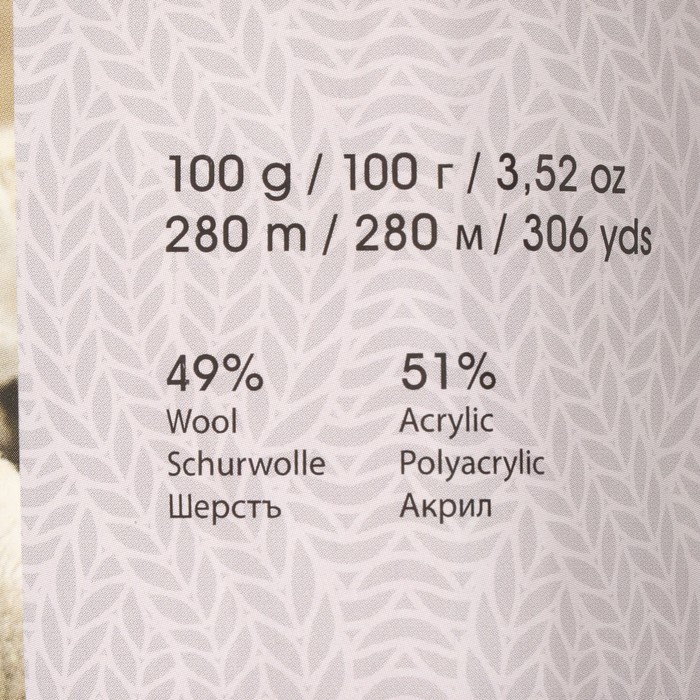 100 g / 100 г / 3,52 oz
280 m / 280 м / 306 yds
49% 51%
Wool Acrylic
Schurwolle Polyacrylic
Шерстъ Акрил